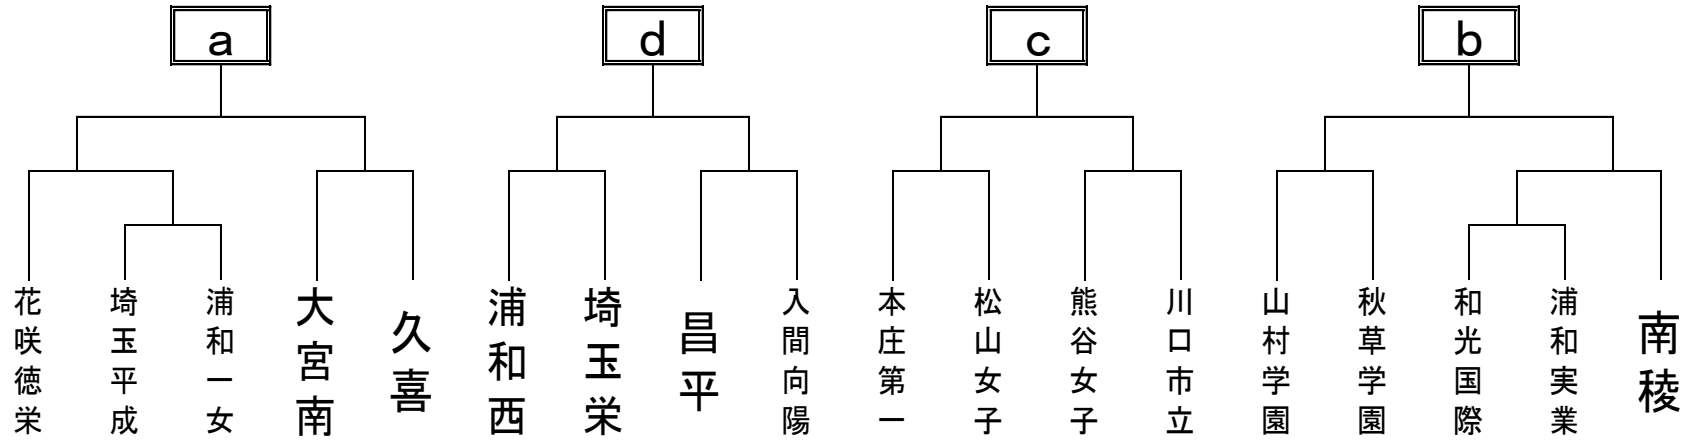 a
d
c
b
花咲徳栄
埼玉平成
浦和一女
大宮南
久喜
浦和西
埼玉栄
昌平
入間向陽
本庄第一
松山女子
熊谷女子
川口市立
山村学園
秋草学園
和光国際
浦和実業
南稜